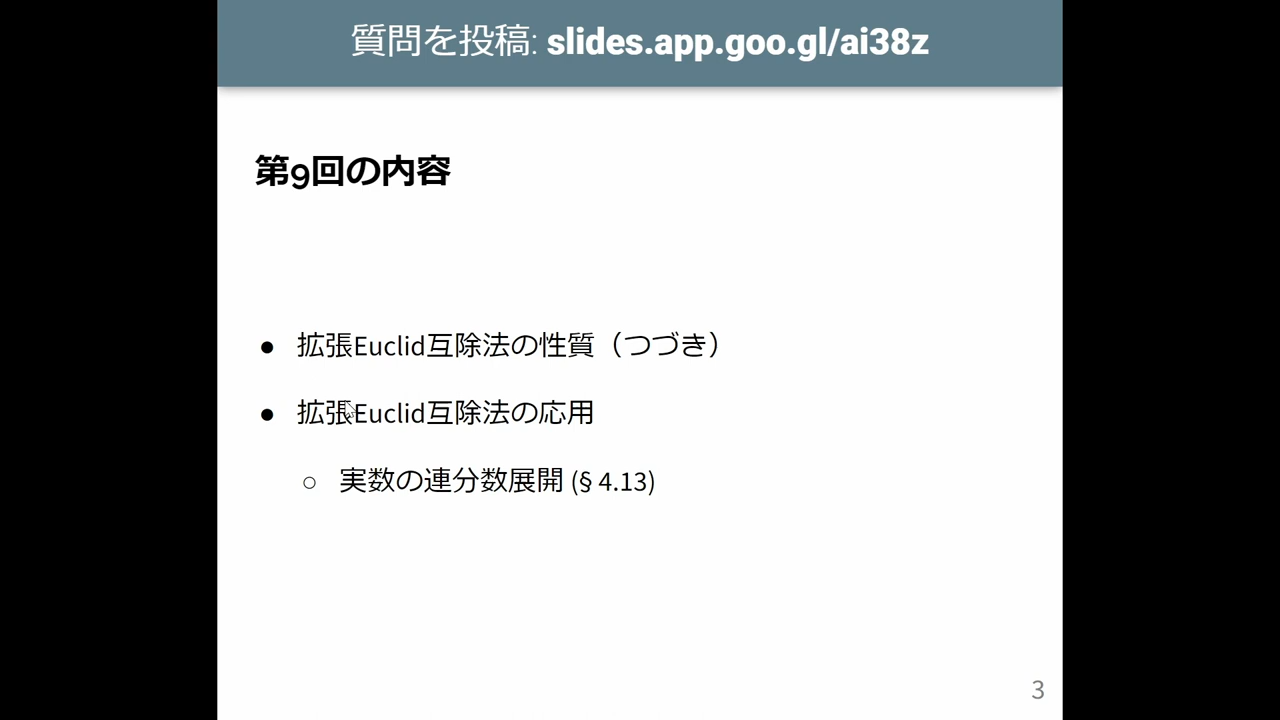 質問を投稿: slides.app.goo.gl/ai38z
第9回の内容
● 拡張Euclid互除法の性質（つづき）
● 拡張Euclid互除法の応用
○ 実数の連分数展開 (§ 4.13)
3